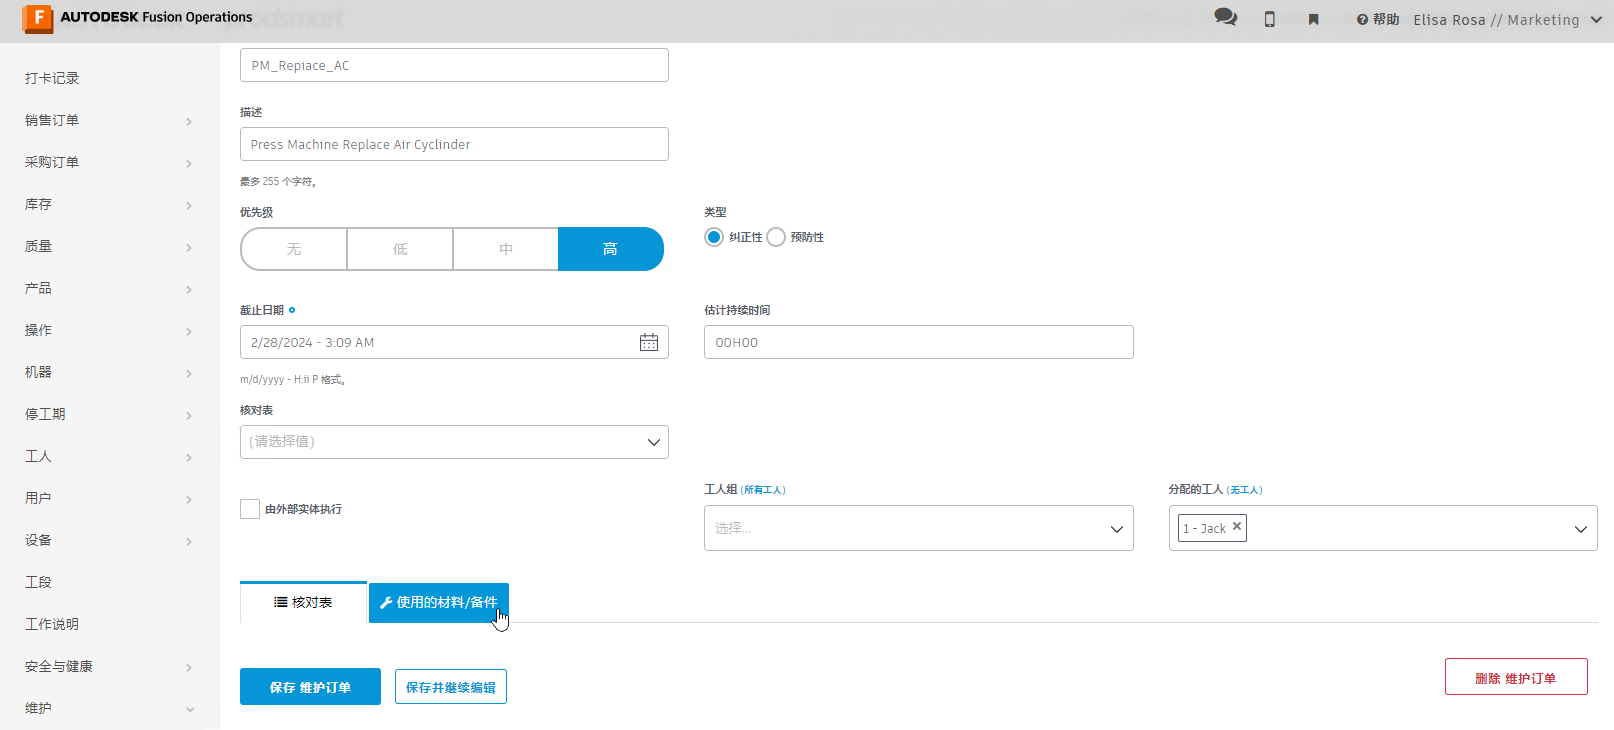 AUTODESK Fusion Operations
帮助
Elisa Rosa // Marketing
打卡记录
销售订单
采购订单
库存
质量
产品
操作
机器
停工期
工人
用户
设备
工段
工作说明
安全与健康
维护
PM_Repiace_AC
描述
Press Machine Replace Air Cyclinder
最多 255 个字符。
优先级
无 低 中 高
类型
纠正性 预防性
截止日期
2/28/2024 - 3:09 AM
m/d/yyyy - H:ii P 格式。
估计持续时间
00H00
核对表
(请选择值)
由外部实体执行
工人组 (所有工人)
选择...
分配的工人 (无工人)
1 - Jack
核对表 使用的材料/备件
保存 维护订单 保存并继续编辑 删除 维护订单